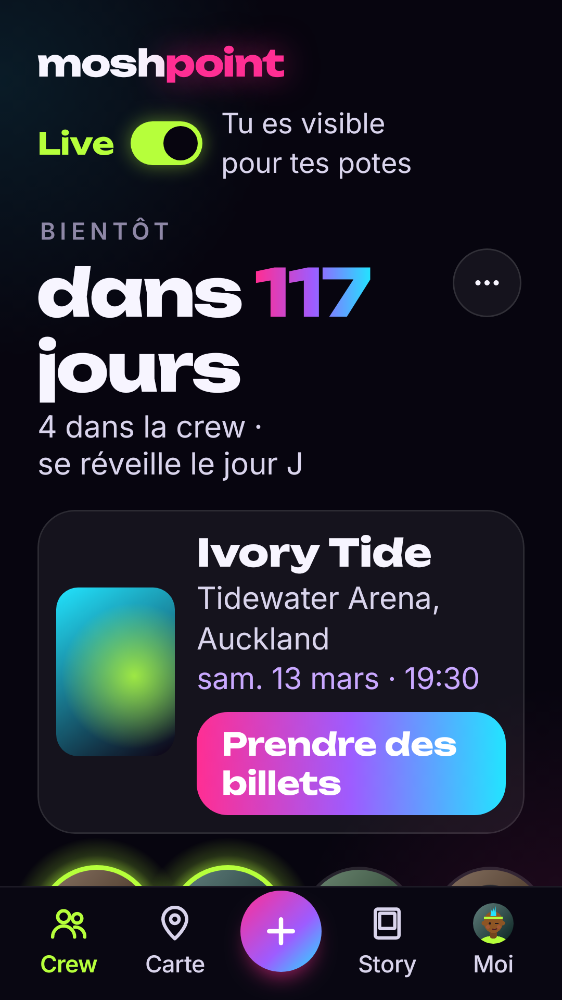 moshpoint
Live
Tu es visible
pour tes potes
BIENTÔT
dans 117
jours
4 dans la crew ·
se réveille le jour J
Ivory Tide
Tidewater Arena,
Auckland
sam. 13 mars · 19:30
Prendre des
billets
Crew
Carte
Story
Moi